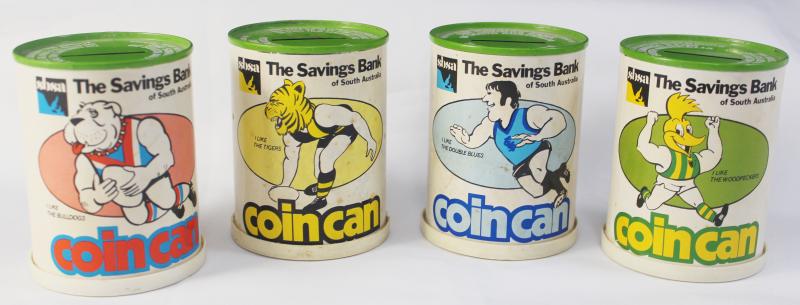 sbsa
The Savings Bank
of South Australia
I LIKE
THE BULLDOGS
coin can
sbsa
The Savings Bank
of South Australia
I LIKE
THE TIGERS
coin can
sbsa
The Savings Bank
of South Australia
I LIKE
THE DOUBLE BLUES
coin can
sbsa
The Savings Bank
of South Australia
I LIKE
THE WOODPECKERS
coin can